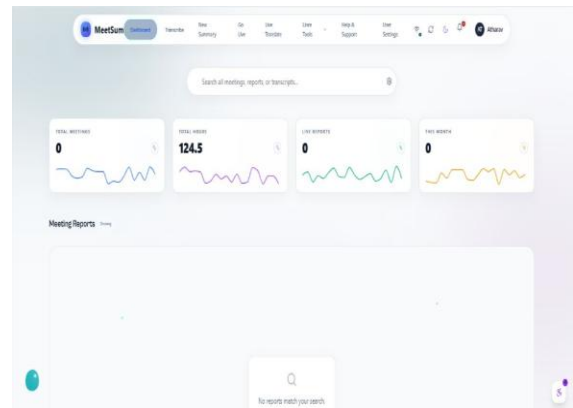 MeetSum
Dashboard
Transcribe
New
Summary
Go
Live
Live
Translate
Linee
Tools
Help &
Support
User
Settings
Search all meetings, reports, or transcripts...
TOTAL MEETINGS
0
TOTAL HOURS
124.5
LIVE REPORTS
0
THIS MONTH
0
Meeting Reports
No reports match your search.